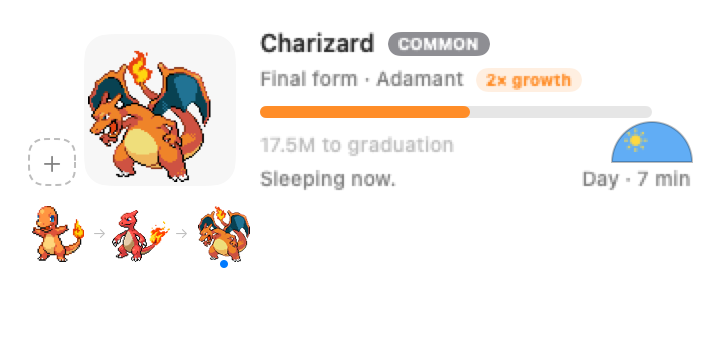 Charizard COMMON
Final form · Adamant 2× growth
17.5M to graduation
Sleeping now.
Day · 7 min